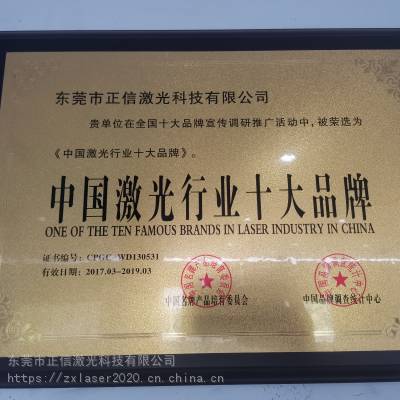 东莞市正信激光科技有限公司
贵单位在全国十大品牌宣传调研推广活动中，被荣选为
《中国激光行业十大品牌》。
中国激光行业十大品牌
ONE OF THE TEN FAMOUS BRANDS IN LASER INDUSTRY IN CHINA
证书编号：CPGC-WD130531
有效日期：2017.03-2019.03
中国名牌产品培育委员会
中国品牌调查统计中心
东莞市正信激光科技有限公司
https://zxlaser2020.cn.china.cn